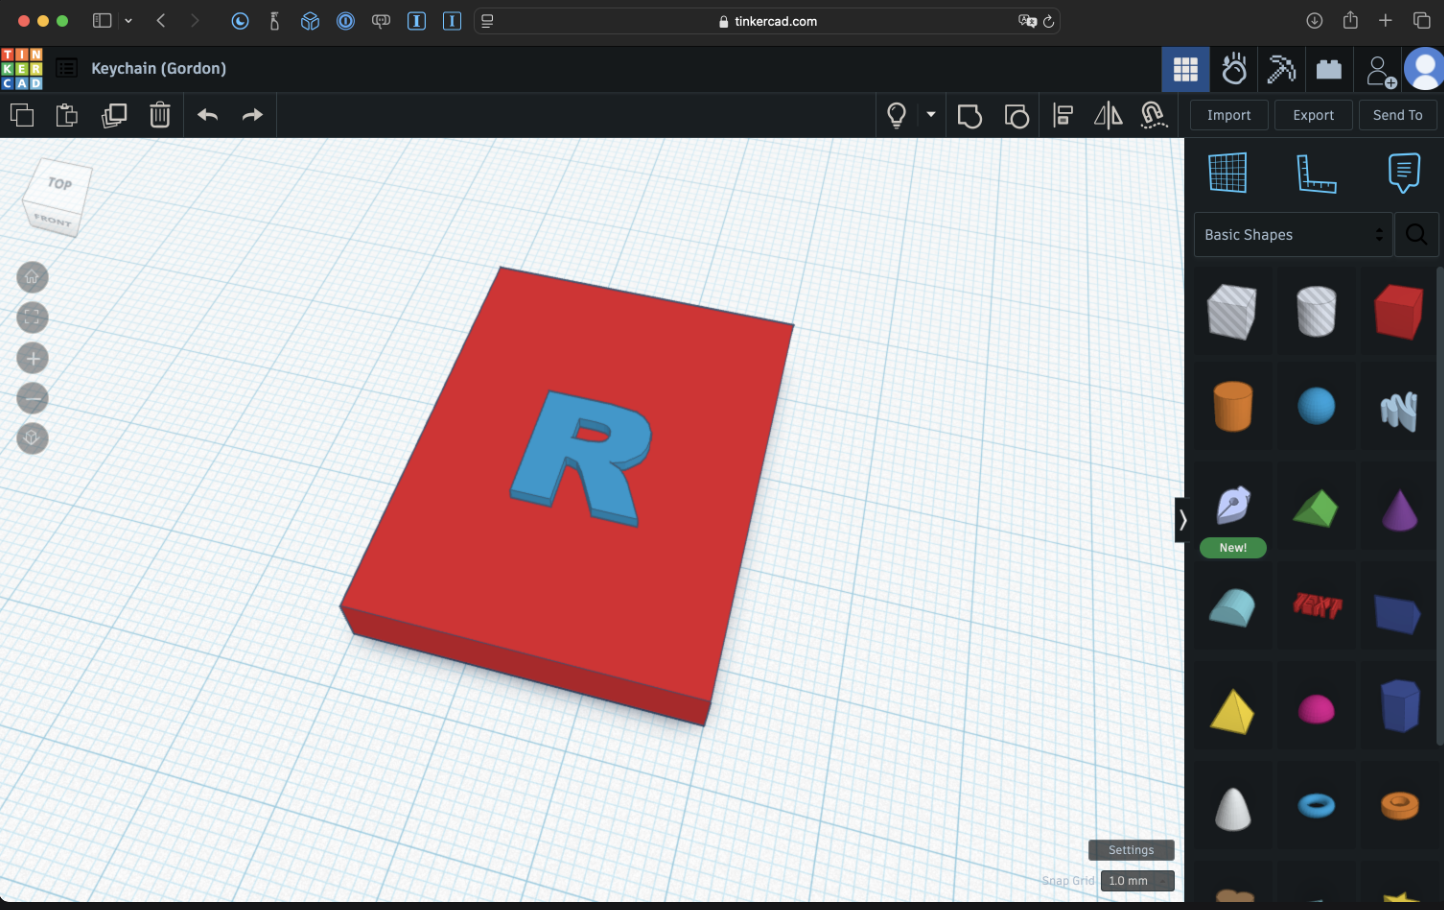 tinkercad.com
TIN
KER
CAD
Keychain (Gordon)
Import
Export
Send To
TOP
FRONT
Basic Shapes
R
New!
TEXT
Settings
Snap Grid
1.0 mm